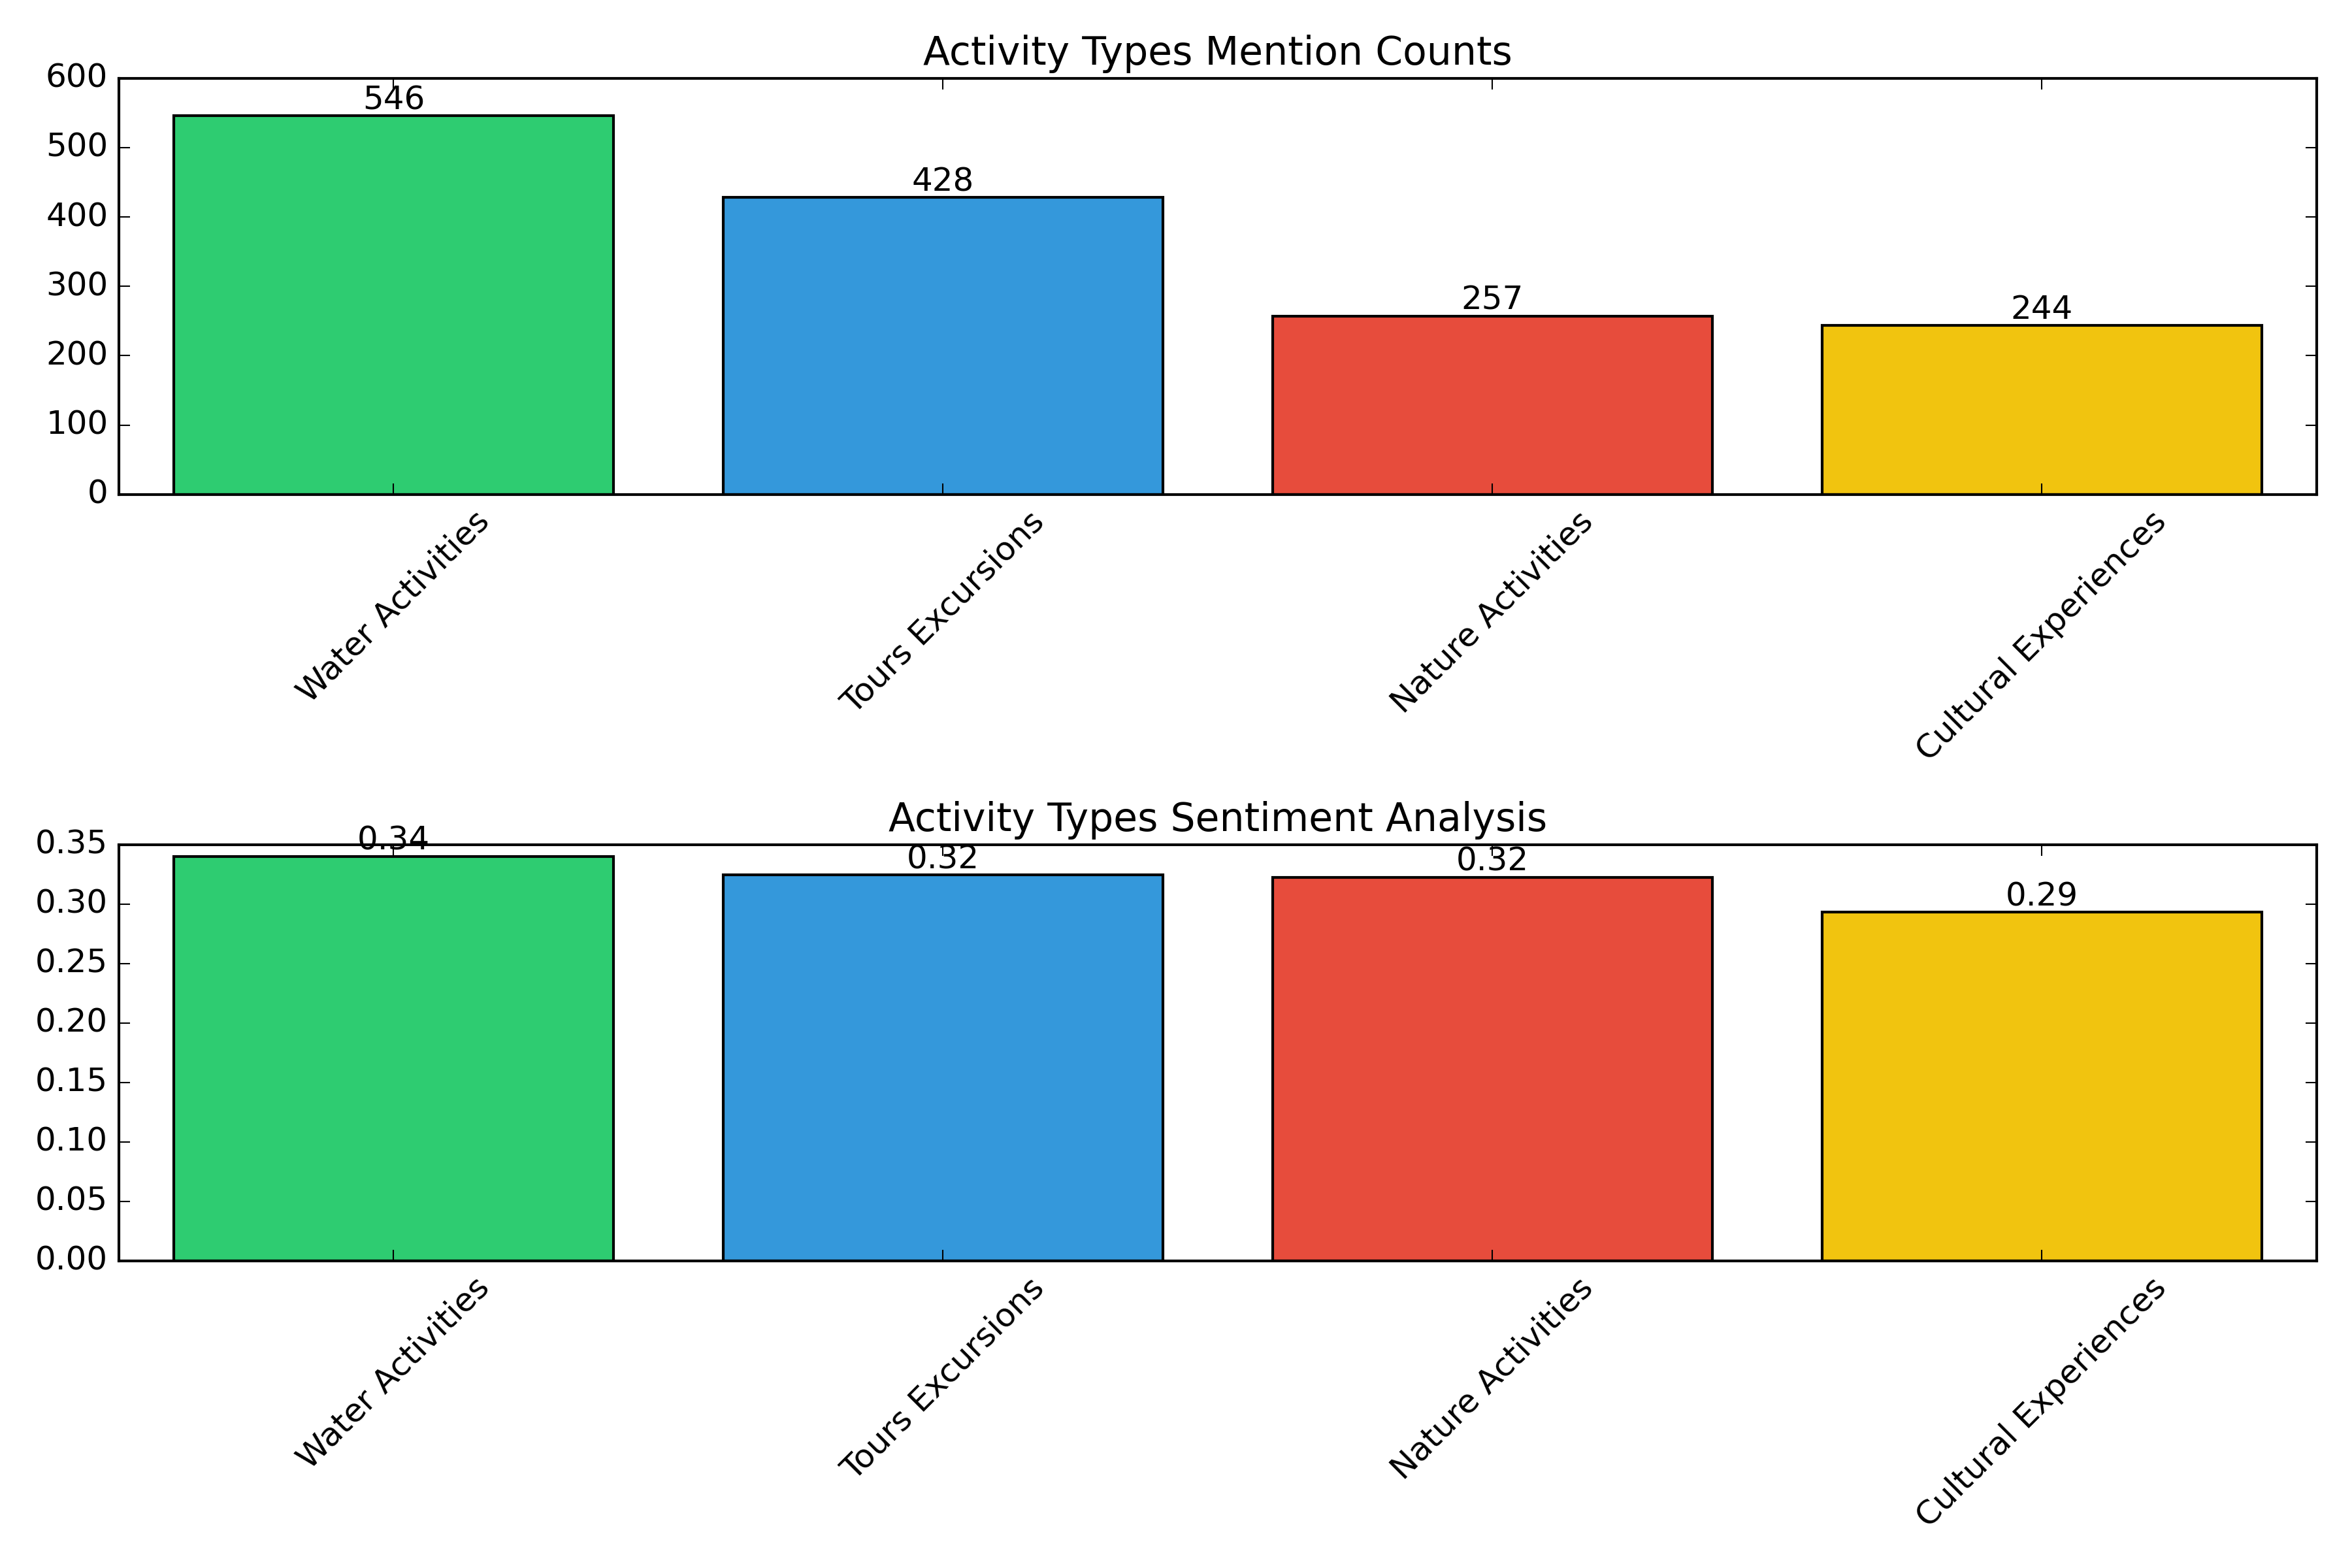 Activity Types Mention Counts
600
500
400
300
200
100
0
546
428
257
244
Water Activities
Tours Excursions
Nature Activities
Cultural Experiences
Activity Types Sentiment Analysis
0.35
0.30
0.25
0.20
0.15
0.10
0.05
0.00
0.34
0.32
0.32
0.29
Water Activities
Tours Excursions
Nature Activities
Cultural Experiences